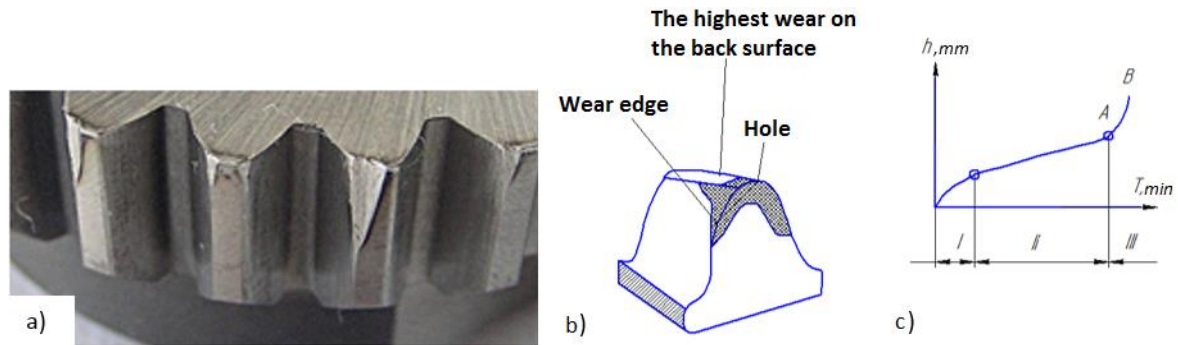 The highest wear on
the back surface
Wear edge
Hole
h,mm
B
A
T,min
I
II
III
a)
b)
c)